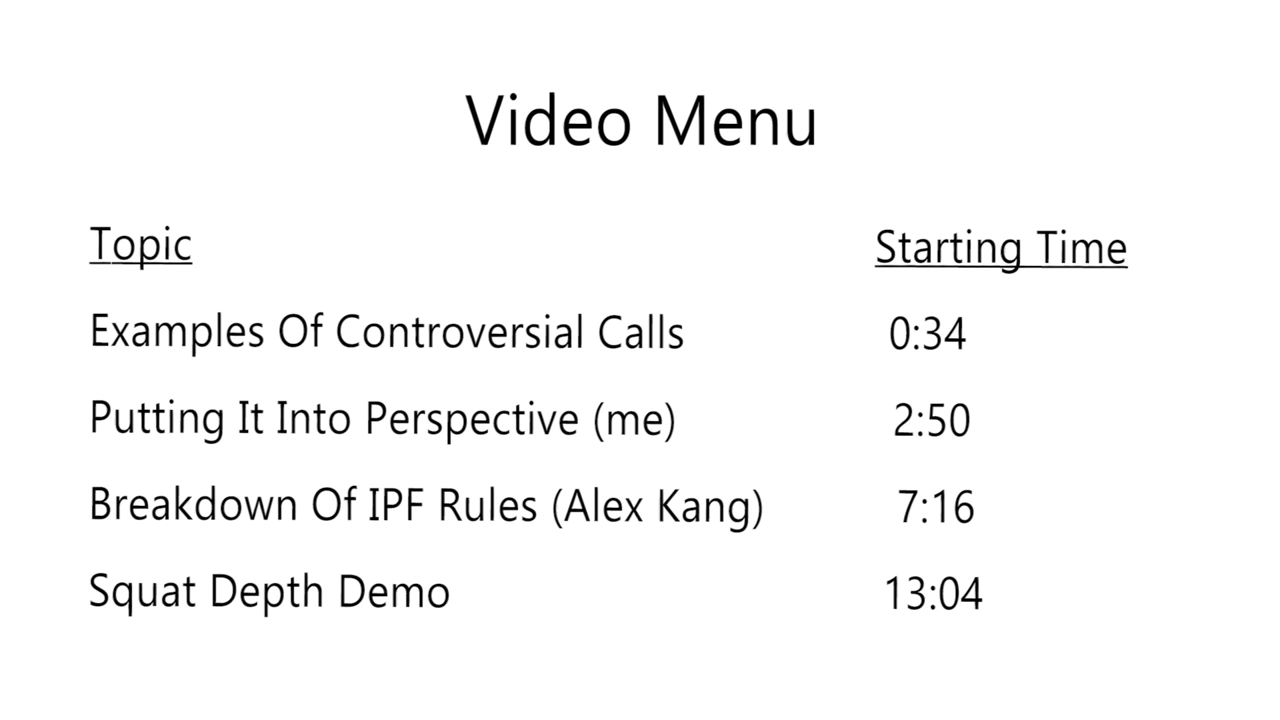 Video Menu
Topic Starting Time
Examples Of Controversial Calls 0:34
Putting It Into Perspective (me) 2:50
Breakdown Of IPF Rules (Alex Kang) 7:16
Squat Depth Demo 13:04